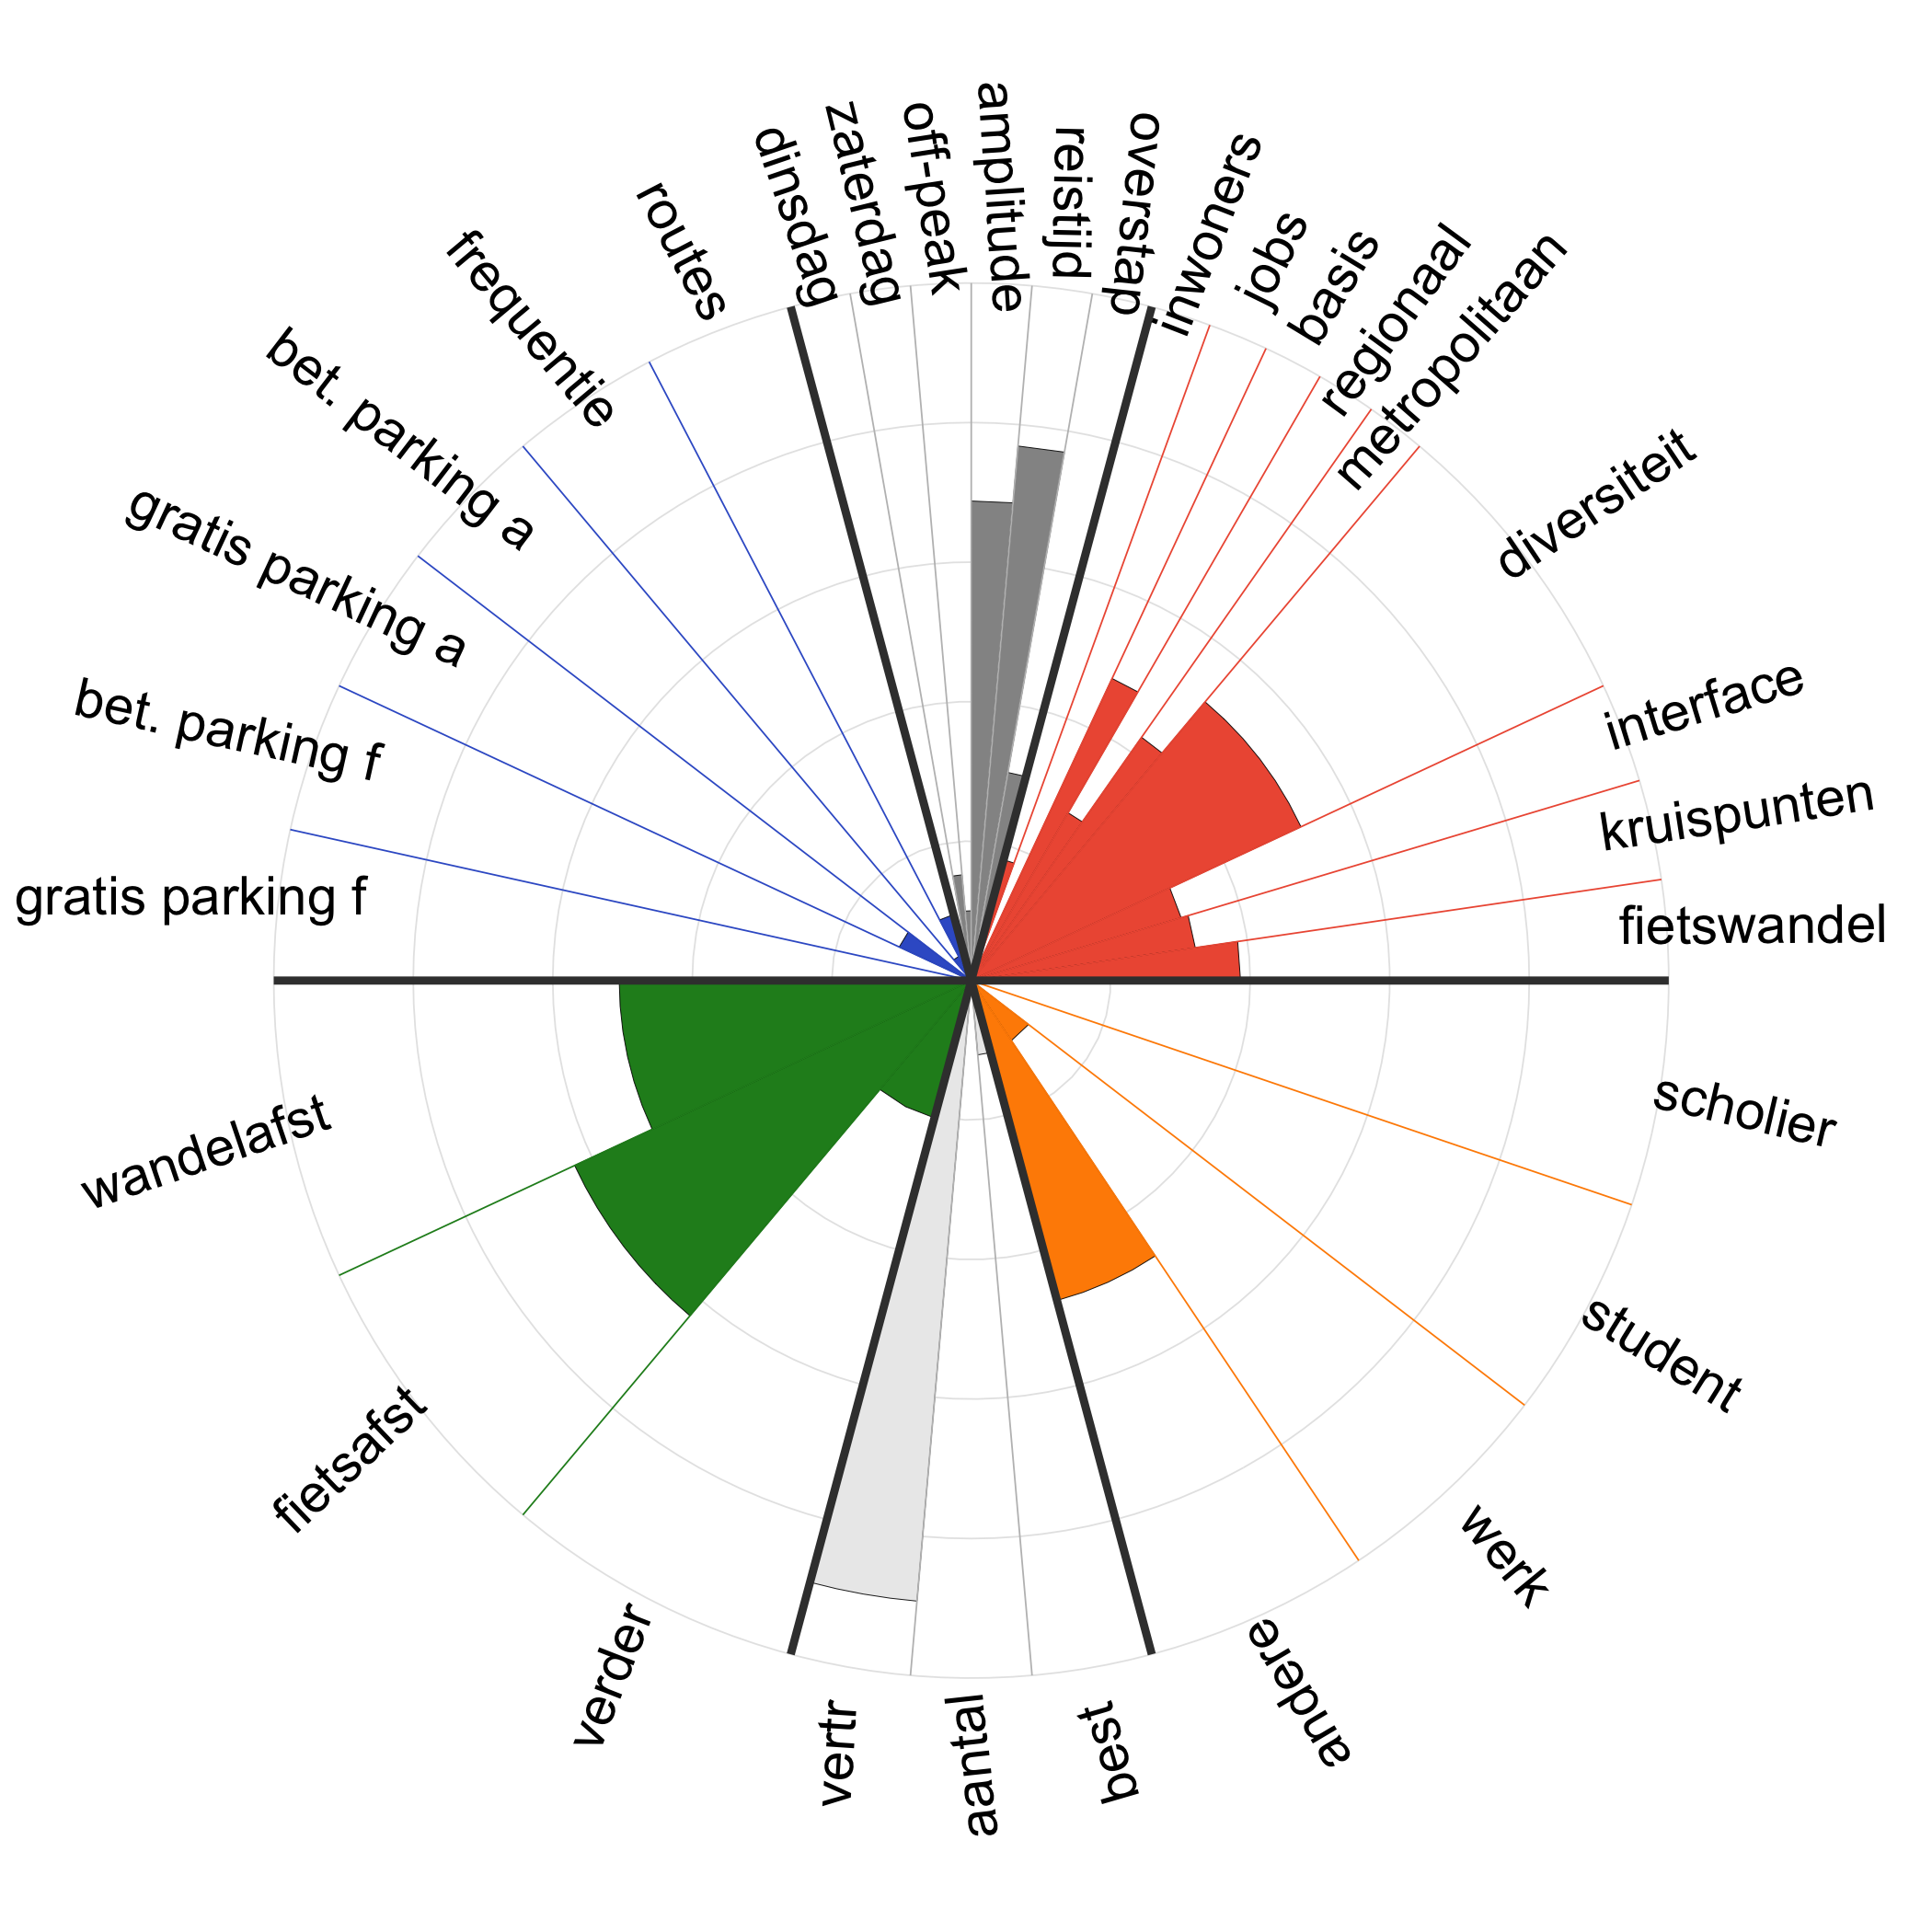 dinsdag
zaterdag
off-peak
amplitude
reistijd
overstap
inwoners
jobs
basis
regionaal
metropolitaan
diversiteit
interface
kruispunten
fietswandel
scholier
student
werk
andere
best
aantal
vertr
verder
fietsafst
wandelafst
gratis parking f
bet. parking f
gratis parking a
bet. parking a
frequentie
routes